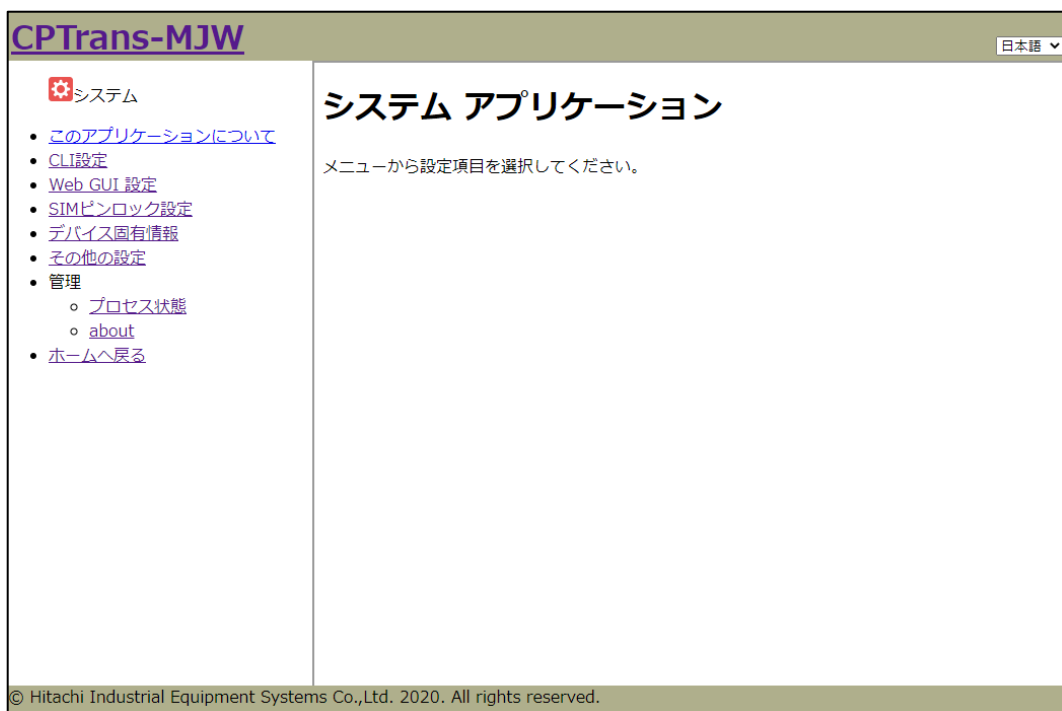 CPTrans-MJW
日本語
システム
このアプリケーションについて
CLI設定
Web GUI 設定
SIMピンロック設定
デバイス固有情報
その他の設定
管理
プロセス状態
about
ホームへ戻る
システム アプリケーション
メニューから設定項目を選択してください。
© Hitachi Industrial Equipment Systems Co.,Ltd. 2020. All rights reserved.